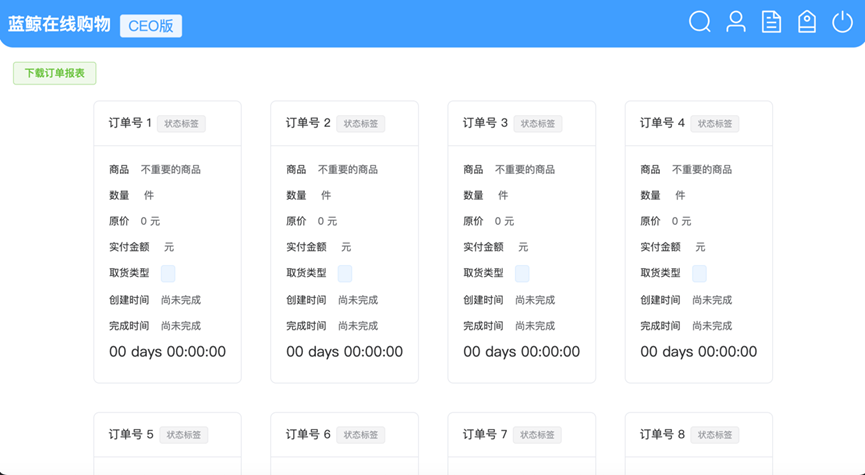 蓝鲸在线购物 CEO版
下载订单报表
订单号 1 状态标签
商品 不重要的商品
数量 件
原价 0 元
实付金额 元
取货类型
创建时间 尚未完成
完成时间 尚未完成
00 days 00:00:00
订单号 2 状态标签
商品 不重要的商品
数量 件
原价 0 元
实付金额 元
取货类型
创建时间 尚未完成
完成时间 尚未完成
00 days 00:00:00
订单号 3 状态标签
商品 不重要的商品
数量 件
原价 0 元
实付金额 元
取货类型
创建时间 尚未完成
完成时间 尚未完成
00 days 00:00:00
订单号 4 状态标签
商品 不重要的商品
数量 件
原价 0 元
实付金额 元
取货类型
创建时间 尚未完成
完成时间 尚未完成
00 days 00:00:00
订单号 5 状态标签
订单号 6 状态标签
订单号 7 状态标签
订单号 8 状态标签